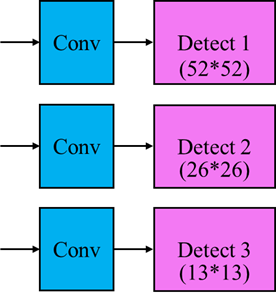 Conv
Detect 1
(52*52)
Conv
Detect 2
(26*26)
Conv
Detect 3
(13*13)